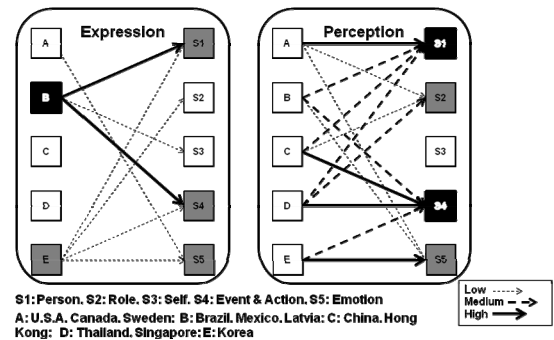 Expression
Perception
A
S1
B
S2
C
S3
D
S4
E
S5
A
S1
B
S2
C
S3
D
S4
E
S5
S1: Person. S2: Role. S3: Self. S4: Event & Action. S5: Emotion
A: U.S.A. Canada. Sweden: B: Brazil. Mexico. Latvia: C: China. Hong
Kong: D: Thailand. Singapore: E: Korea
Low
Medium
High